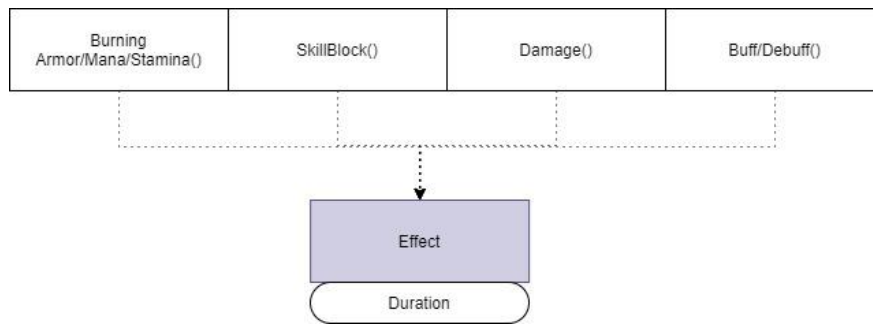 Burning
Armor/Mana/Stamina()
SkillBlock()
Damage()
Buff/Debuff()
Effect
Duration